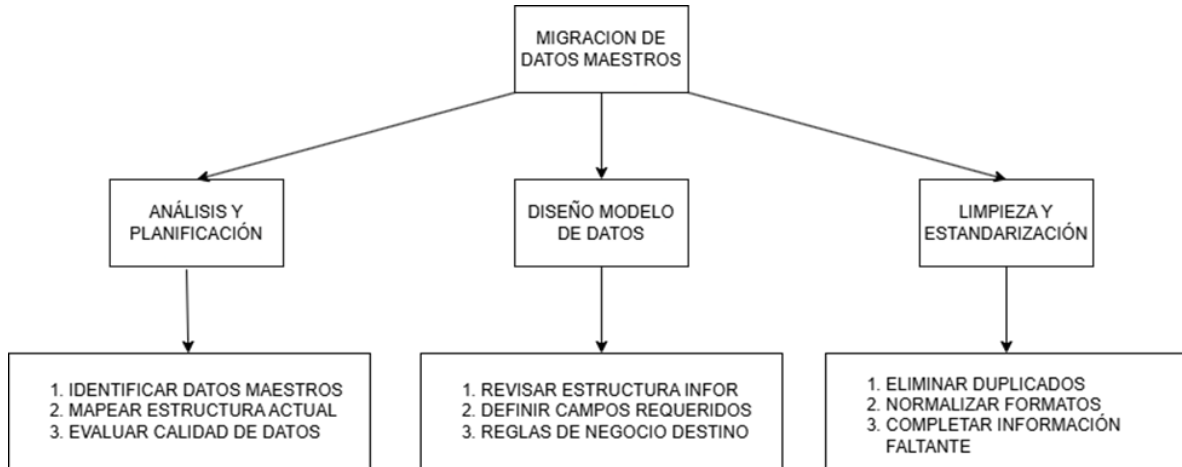 MIGRACION DE
DATOS MAESTROS
ANÁLISIS Y
PLANIFICACIÓN
DISEÑO MODELO
DE DATOS
LIMPIEZA Y
ESTANDARIZACIÓN
1. IDENTIFICAR DATOS MAESTROS
2. MAPEAR ESTRUCTURA ACTUAL
3. EVALUAR CALIDAD DE DATOS
1. REVISAR ESTRUCTURA INFOR
2. DEFINIR CAMPOS REQUERIDOS
3. REGLAS DE NEGOCIO DESTINO
1. ELIMINAR DUPLICADOS
2. NORMALIZAR FORMATOS
3. COMPLETAR INFORMACIÓN
FALTANTE